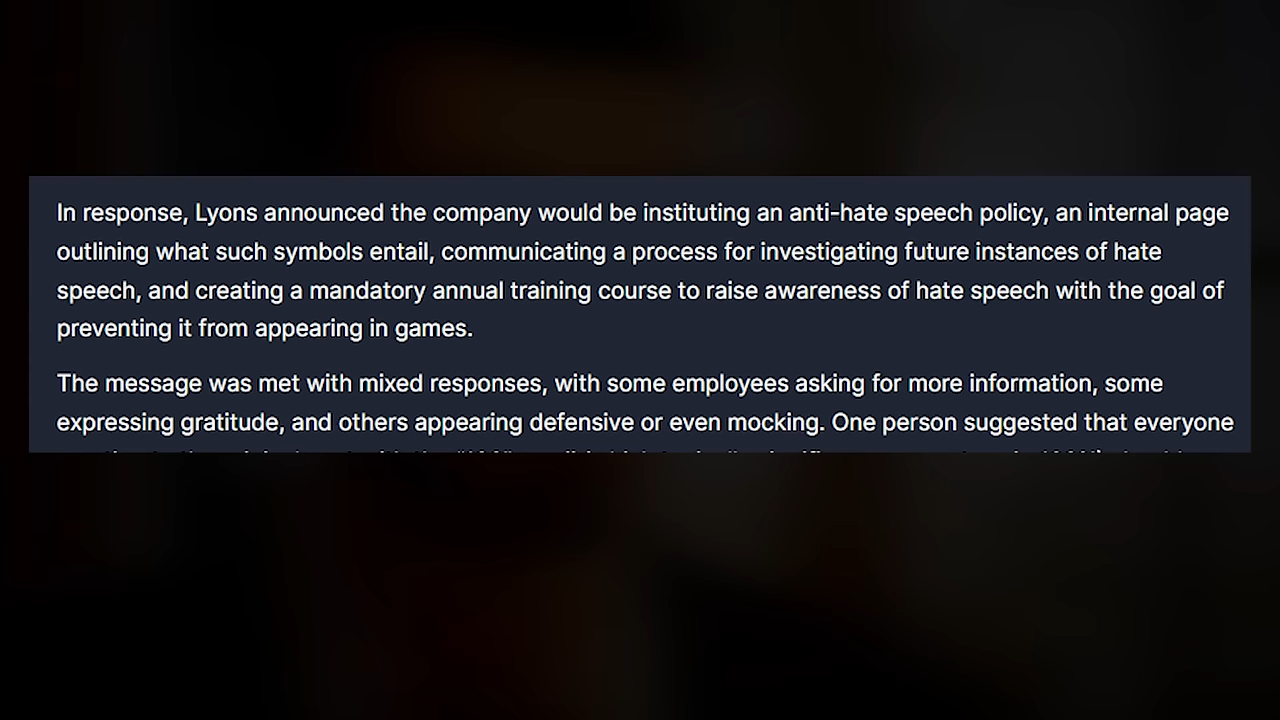 In response, Lyons announced the company would be instituting an anti-hate speech policy, an internal page
outlining what such symbols entail, communicating a process for investigating future instances of hate
speech, and creating a mandatory annual training course to raise awareness of hate speech with the goal of
preventing it from appearing in games.
The message was met with mixed responses, with some employees asking for more information, some
expressing gratitude, and others appearing defensive or even mocking. One person suggested that everyone